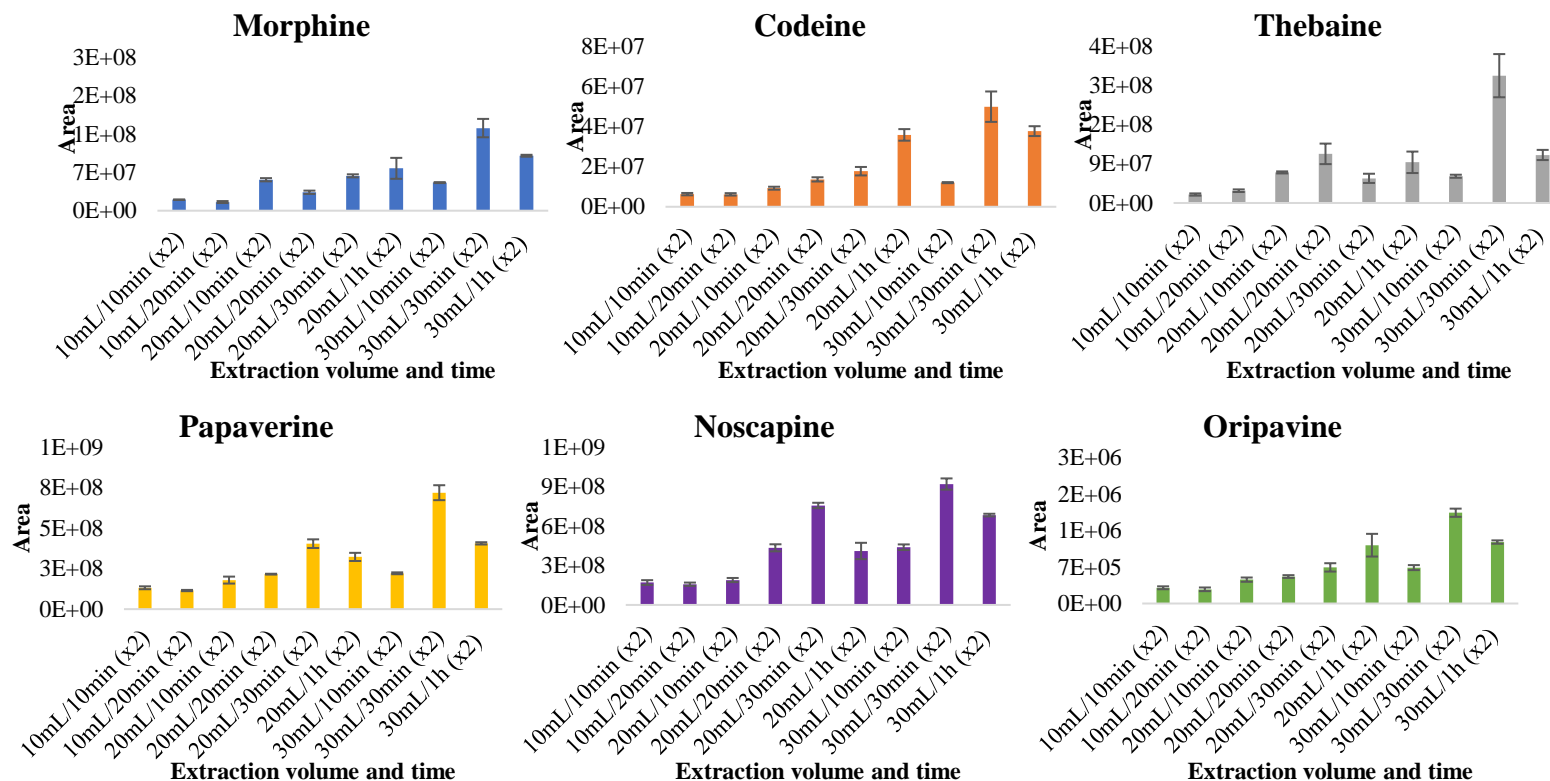 Morphine
3E+08
2E+08
1E+08
7E+07
0E+00
Area
10mL/10min (x2)
10mL/20min (x2)
20mL/10min (x2)
20mL/20min (x2)
20mL/30min (x2)
20mL/1h (x2)
30mL/10min (x2)
30mL/30min (x2)
30mL/1h (x2)
Extraction volume and time
Codeine
8E+07
6E+07
4E+07
2E+07
0E+00
Area
10mL/10min (x2)
10mL/20min (x2)
20mL/10min (x2)
20mL/20min (x2)
20mL/30min (x2)
20mL/1h (x2)
30mL/10min (x2)
30mL/30min (x2)
30mL/1h (x2)
Extraction volume and time
Thebaine
4E+08
3E+08
2E+08
9E+07
0E+00
Area
10mL/10min (x2)
10mL/20min (x2)
20mL/10min (x2)
20mL/20min (x2)
20mL/30min (x2)
20mL/1h (x2)
30mL/10min (x2)
30mL/30min (x2)
30mL/1h (x2)
Extraction volume and time
Papaverine
1E+09
8E+08
5E+08
3E+08
0E+00
Area
10mL/10min (x2)
10mL/20min (x2)
20mL/10min (x2)
20mL/20min (x2)
20mL/30min (x2)
20mL/1h (x2)
30mL/10min (x2)
30mL/30min (x2)
30mL/1h (x2)
Extraction volume and time
Noscapine
1E+09
9E+08
6E+08
3E+08
0E+00
Area
10mL/10min (x2)
10mL/20min (x2)
20mL/10min (x2)
20mL/20min (x2)
20mL/30min (x2)
20mL/1h (x2)
30mL/10min (x2)
30mL/30min (x2)
30mL/1h (x2)
Extraction volume and time
Oripavine
3E+06
2E+06
1E+06
7E+05
0E+00
Area
10mL/10min (x2)
10mL/20min (x2)
20mL/10min (x2)
20mL/20min (x2)
20mL/30min (x2)
20mL/1h (x2)
30mL/10min (x2)
30mL/30min (x2)
30mL/1h (x2)
Extraction volume and time